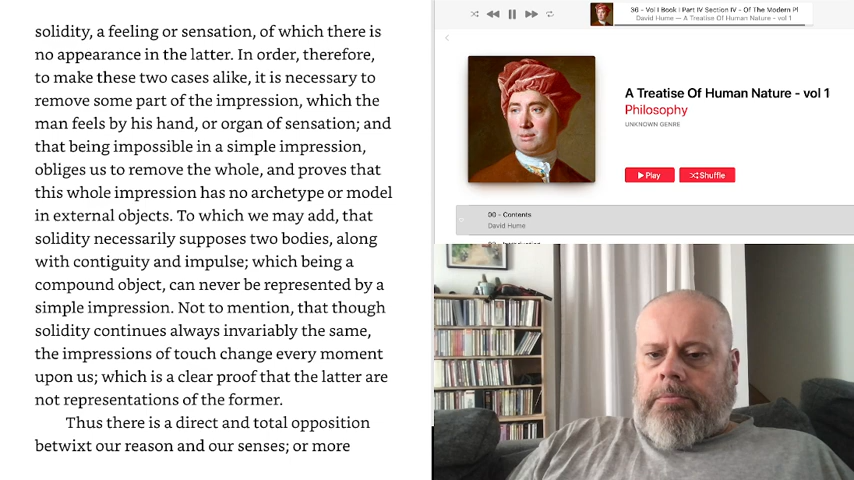 solidity, a feeling or sensation, of which there is
no appearance in the latter. In order, therefore,
to make these two cases alike, it is necessary to
remove some part of the impression, which the
man feels by his hand, or organ of sensation; and
that being impossible in a simple impression,
obliges us to remove the whole, and proves that
this whole impression has no archetype or model
in external objects. To which we may add, that
solidity necessarily supposes two bodies, along
with contiguity and impulse; which being a
compound object, can never be represented by a
simple impression. Not to mention, that though
solidity continues always invariably the same,
the impressions of touch change every moment
upon us; which is a clear proof that the latter are
not representations of the former.
Thus there is a direct and total opposition
betwixt our reason and our senses; or more
36 - Vol I Book I Part IV Section IV - Of The Modern Pl
David Hume — A Treatise Of Human Nature - vol 1
A Treatise Of Human Nature - vol 1
Philosophy
UNKNOWN GENRE
Play
Shuffle
00 - Contents
David Hume